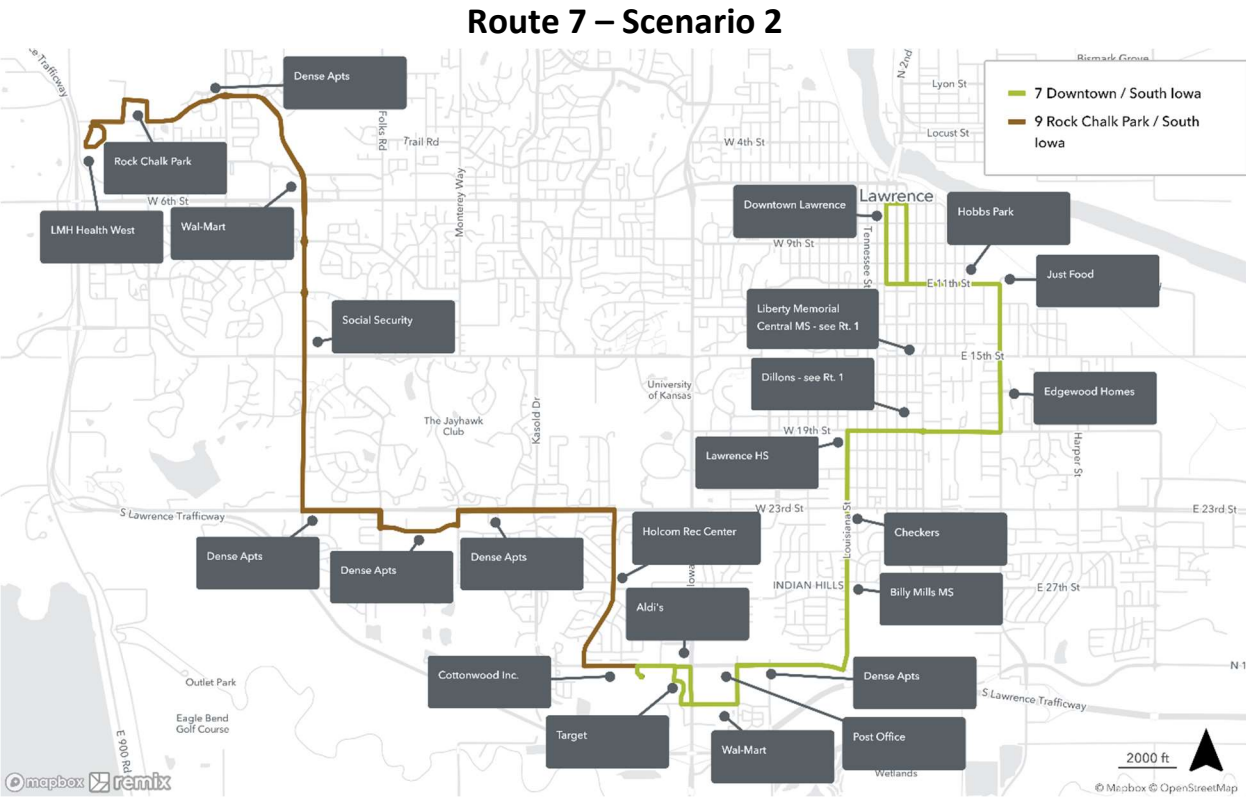 Route 7 – Scenario 2
Dense Apts
N 2nd
Bismark Grove
Lyon St
7 Downtown / South Iowa
9 Rock Chalk Park / South
Iowa
Folks Rd
Trail Rd
W 4th St
Locust St
Rock Chalk Park
Monterey Way
W 6th St
LMH Health West
Wal-Mart
Downtown Lawrence
Lawrence
Hobbs Park
W 9th St
Tennessee St
Just Food
E 11th St
Social Security
Liberty Memorial
Central MS - see Rt. 1
E 15th St
Dillons - see Rt. 1
University
of Kansas
Edgewood Homes
The Jayhawk
Club
Kasold Dr
W 19th St
Harper St
Lawrence HS
S Lawrence Trafficway
W 23rd St
E 23rd St
Louisiana St
Holcom Rec Center
Checkers
Dense Apts
Dense Apts
Dense Apts
Iowa
INDIAN HILLS
Billy Mills MS
E 27th St
Aldi's
Cottonwood Inc.
Dense Apts
N 1
Outlet Park
S Lawrence Trafficway
Eagle Bend
Golf Course
Target
Wal-Mart
Post Office
E 900 Rd
2000 ft
Wetlands
mapbox remix
© Mapbox © OpenStreetMap